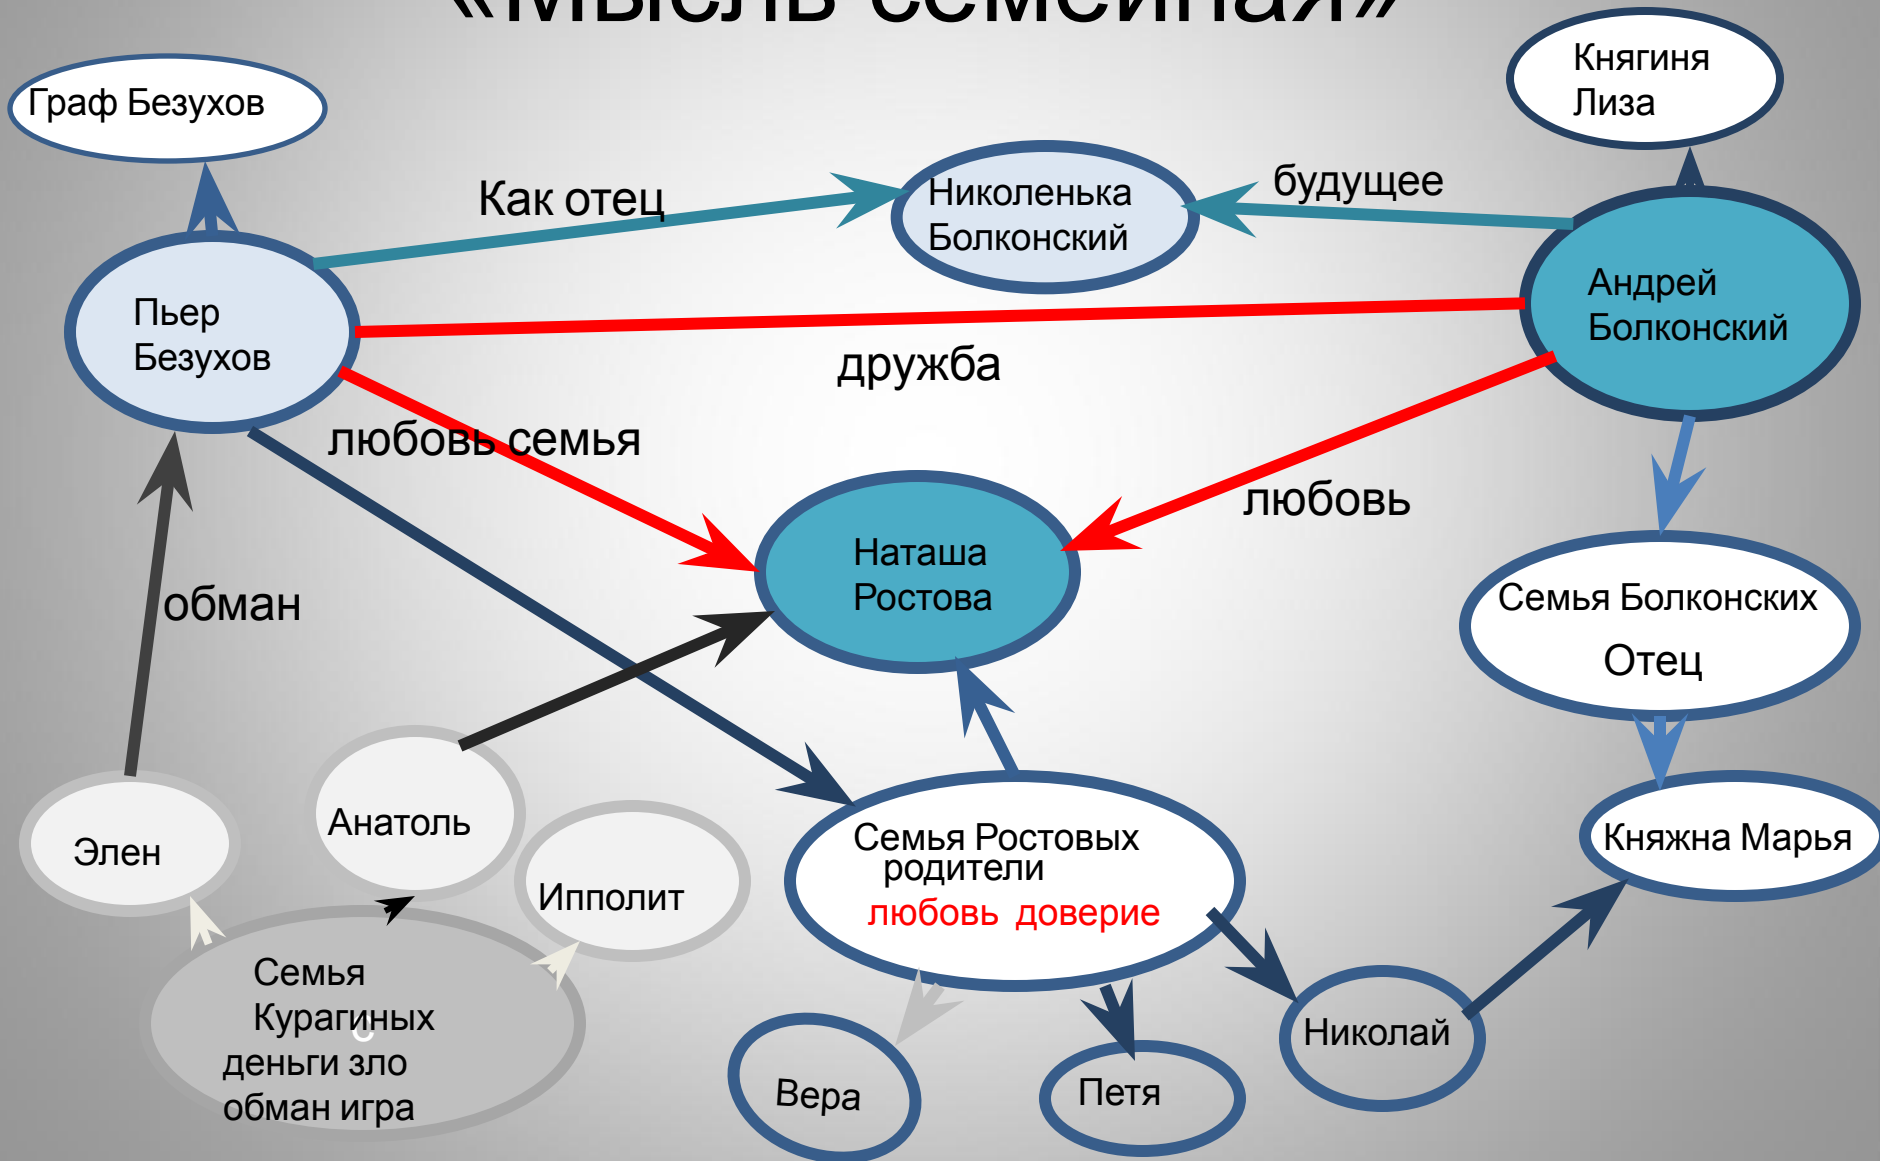 «Мысль семейная»
Княгиня
Лиза
Граф Безухов
Как отец
Николенька
Болконский
будущее
Пьер
Безухов
Андрей
Болконский
дружба
любовь семья
любовь
Наташа
Ростова
обман
Семья Болконских
Отец
Элен
Анатоль
Ипполит
Семья Ростовых
родители
любовь доверие
Княжна Марья
Семья
Курагиных
с
деньги зло
обман игра
Вера
Петя
Николай